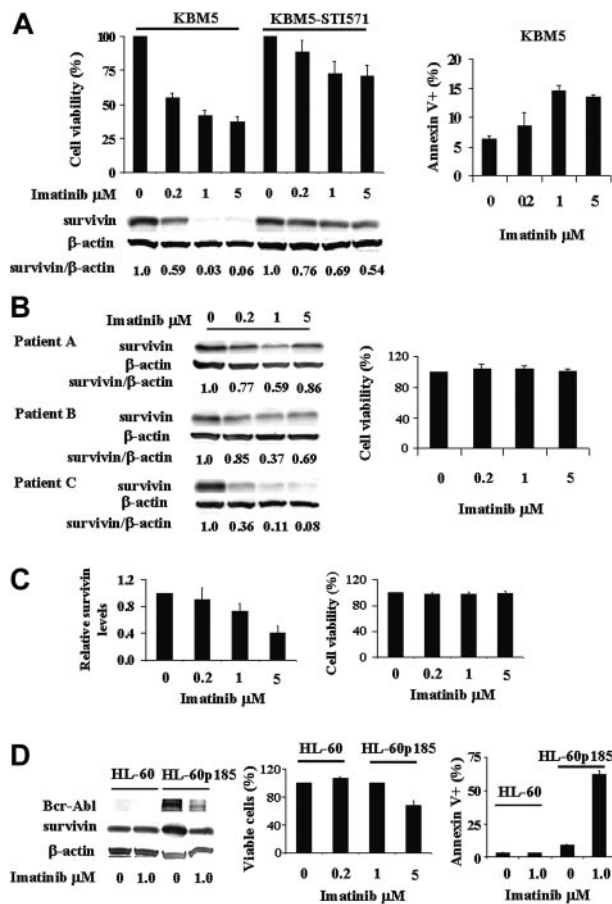 A
KBM5 KBM5-STI571
Cell viability (%)
100
75
50
25
0
0 0.2 1 5 0 0.2 1 5
Imatinib µM
survivin
β-actin
survivin/β-actin 1.0 0.59 0.03 0.06 1.0 0.76 0.69 0.54
KBM5
Annexin V+ (%)
20
15
10
5
0
0 0.2 1 5
Imatinib µM
B
Imatinib µM 0 0.2 1 5
Patient A survivin
β-actin
survivin/β-actin 1.0 0.77 0.59 0.86
Patient B survivin
β-actin
survivin/β-actin 1.0 0.85 0.37 0.69
Patient C survivin
β-actin
survivin/β-actin 1.0 0.36 0.11 0.08
Cell viability (%)
120
80
40
0
0 0.2 1 5
Imatinib µM
C
Relative survivin
levels
1.2
0.8
0.4
0.0
0 0.2 1 5
Imatinib µM
Cell viability (%)
120
80
40
0
0 0.2 1 5
Imatinib µM
D
HL-60 HL-60p185
Bcr-Abl
survivin
β-actin
Imatinib µM 0 1.0 0 1.0
HL-60 HL-60p185
Viable cells (%)
120
80
40
0
0 0.2 1 5
Imatinib µM
HL-60p185
HL-60
Annexin V+ (%)
75
50
25
0
0 1.0 0 1.0
Imatinib µM